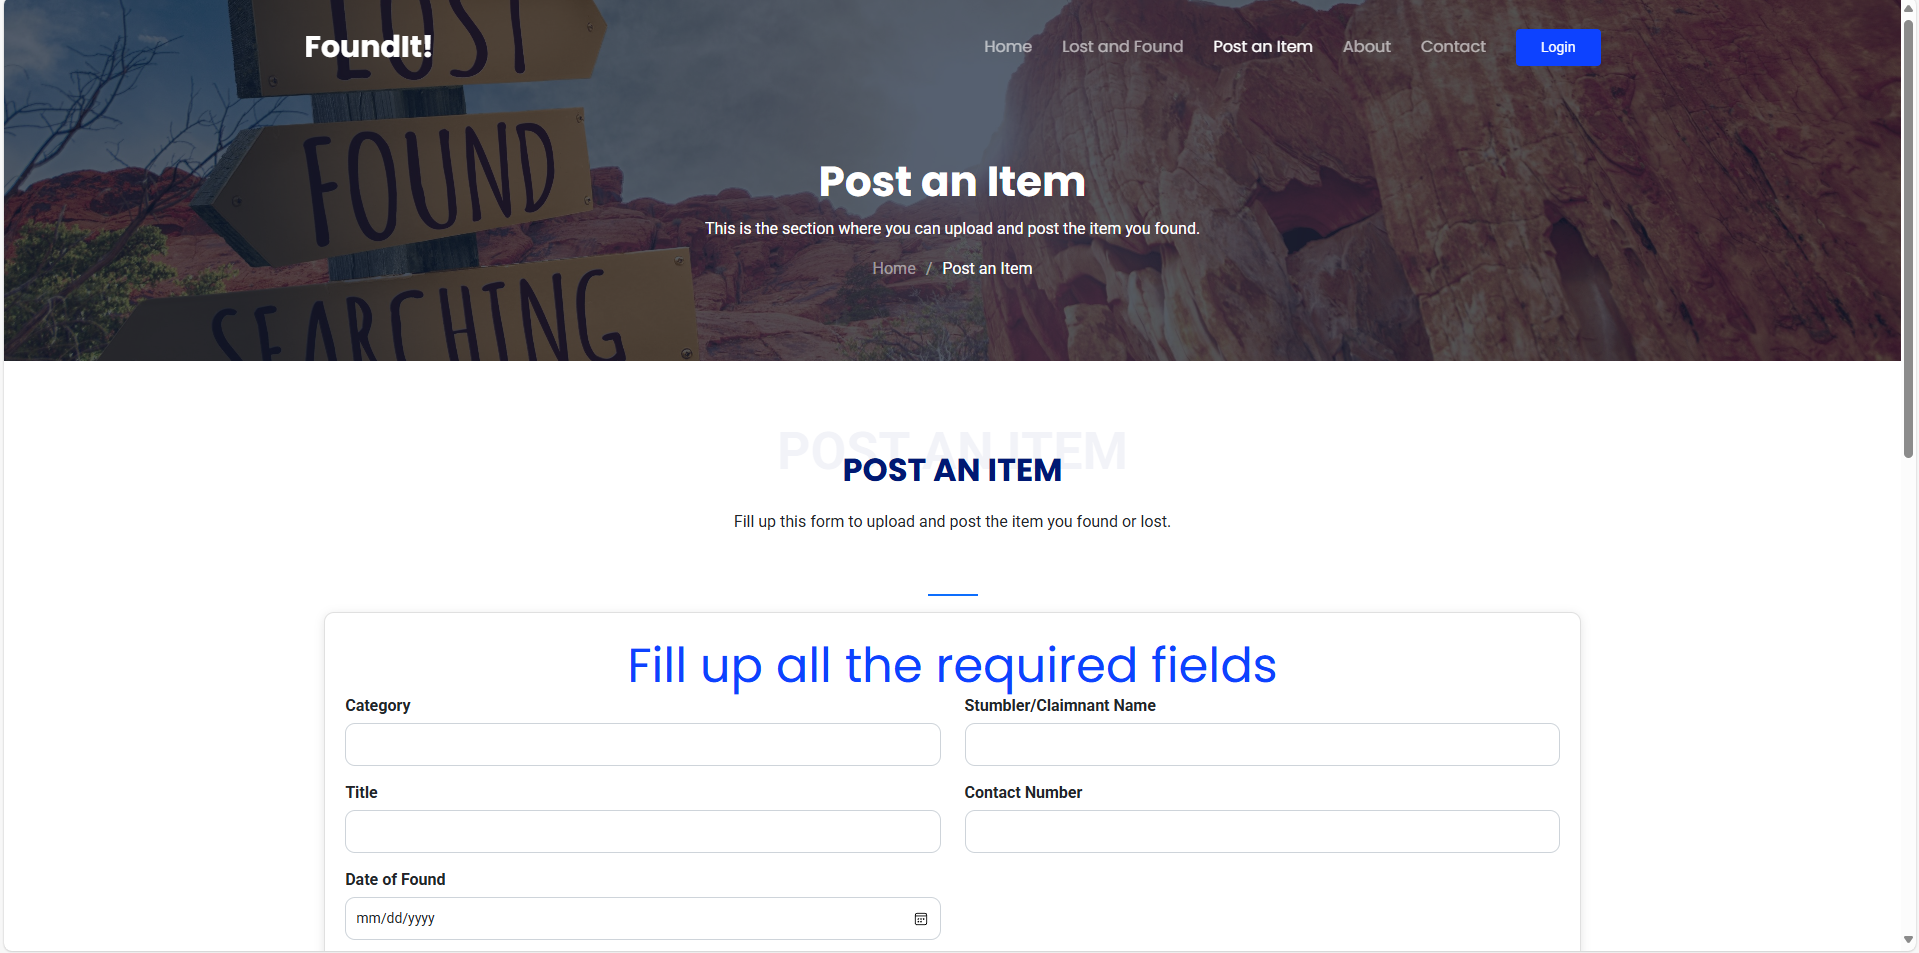 LOST
FoundIt!
Home
Lost and Found
Post an Item
About
Contact
Login
FOUND
Post an Item
This is the section where you can upload and post the item you found.
Home / Post an Item
SEARCHING
POST AN ITEM
POST AN ITEM
Fill up this form to upload and post the item you found or lost.
Fill up all the required fields
Category
Stumbler/Claimnant Name
Title
Contact Number
Date of Found
mm/dd/yyyy